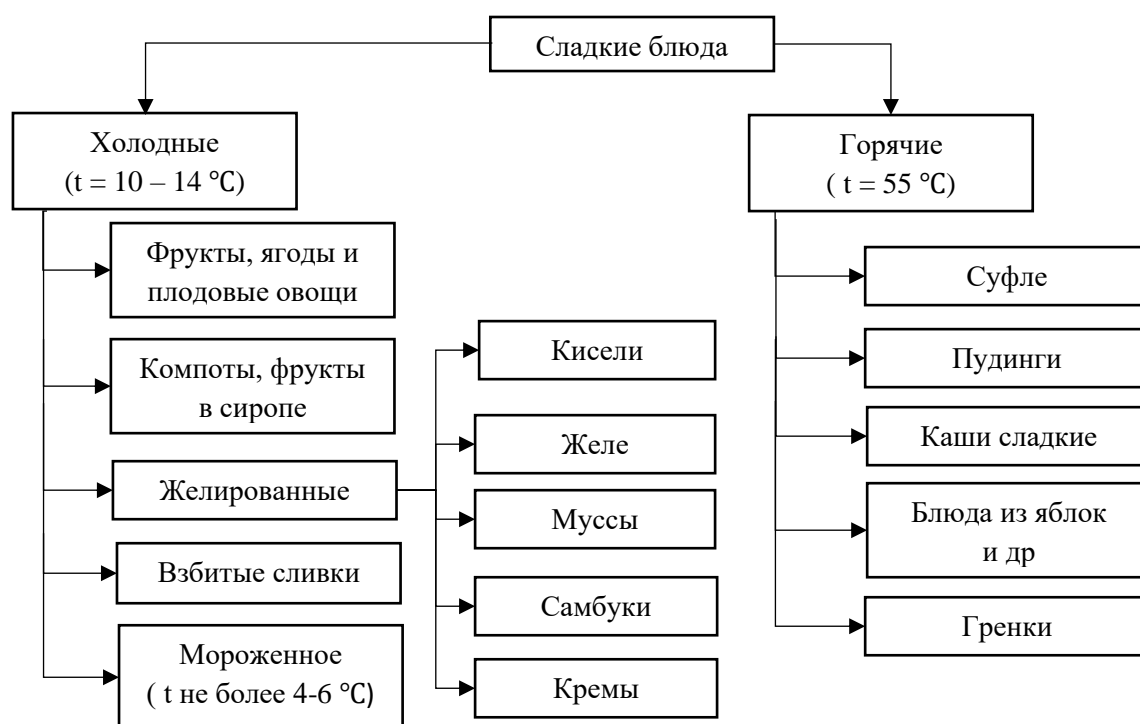 Сладкие блюда
Холодные
(t = 10 – 14 ℃)
Фрукты, ягоды и
плодовые овощи
Компоты, фрукты
в сиропе
Желированные
Взбитые сливки
Мороженное
( t не более 4-6 ℃)
Кисели
Желе
Муссы
Самбуки
Кремы
Горячие
( t = 55 ℃)
Суфле
Пудинги
Каши сладкие
Блюда из яблок
и др
Гренки